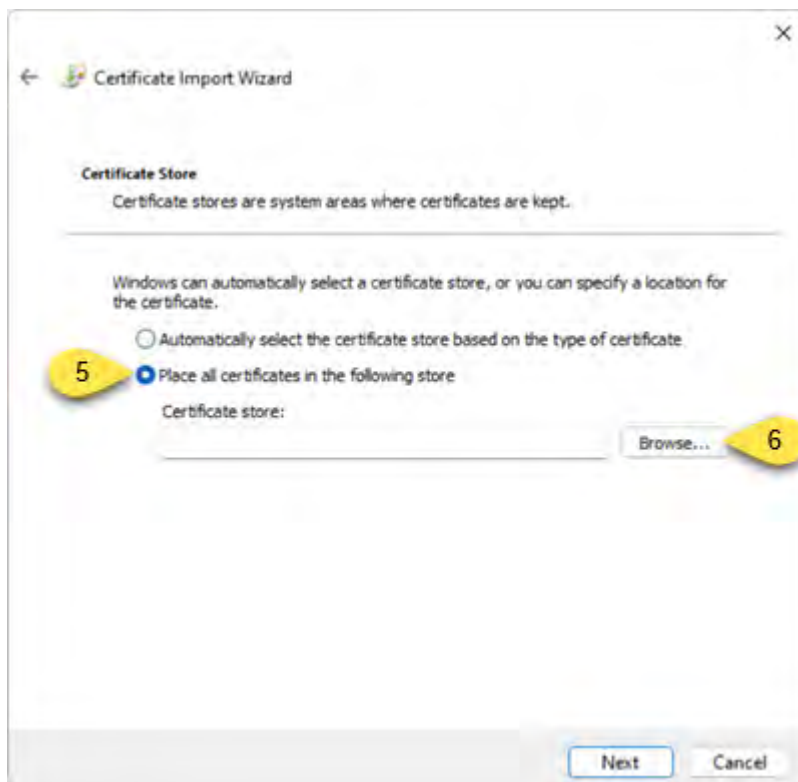 Certificate Import Wizard
Certificate Store
Certificate stores are system areas where certificates are kept.
Windows can automatically select a certificate store, or you can specify a location for
the certificate.
Automatically select the certificate store based on the type of certificate
5 Place all certificates in the following store
Certificate store:
Browse... 6
Next Cancel